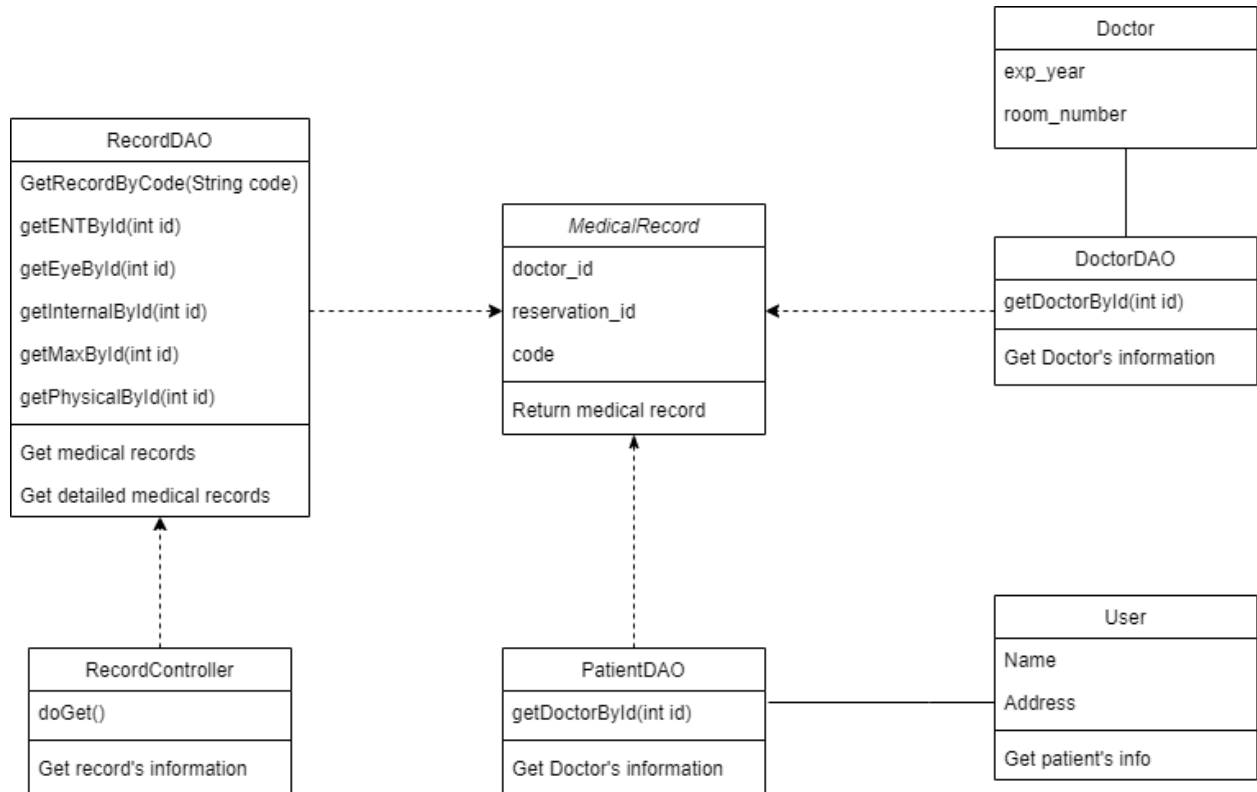 Doctor
exp_year
room_number
RecordDAO
GetRecordByCode(String code)
getENTById(int id)
getEyeById(int id)
getInternalById(int id)
getMaxById(int id)
getPhysicalById(int id)
Get medical records
Get detailed medical records
MedicalRecord
doctor_id
reservation_id
code
Return medical record
DoctorDAO
getDoctorById(int id)
Get Doctor's information
RecordController
doGet()
Get record's information
PatientDAO
getDoctorById(int id)
Get Doctor's information
User
Name
Address
Get patient's info